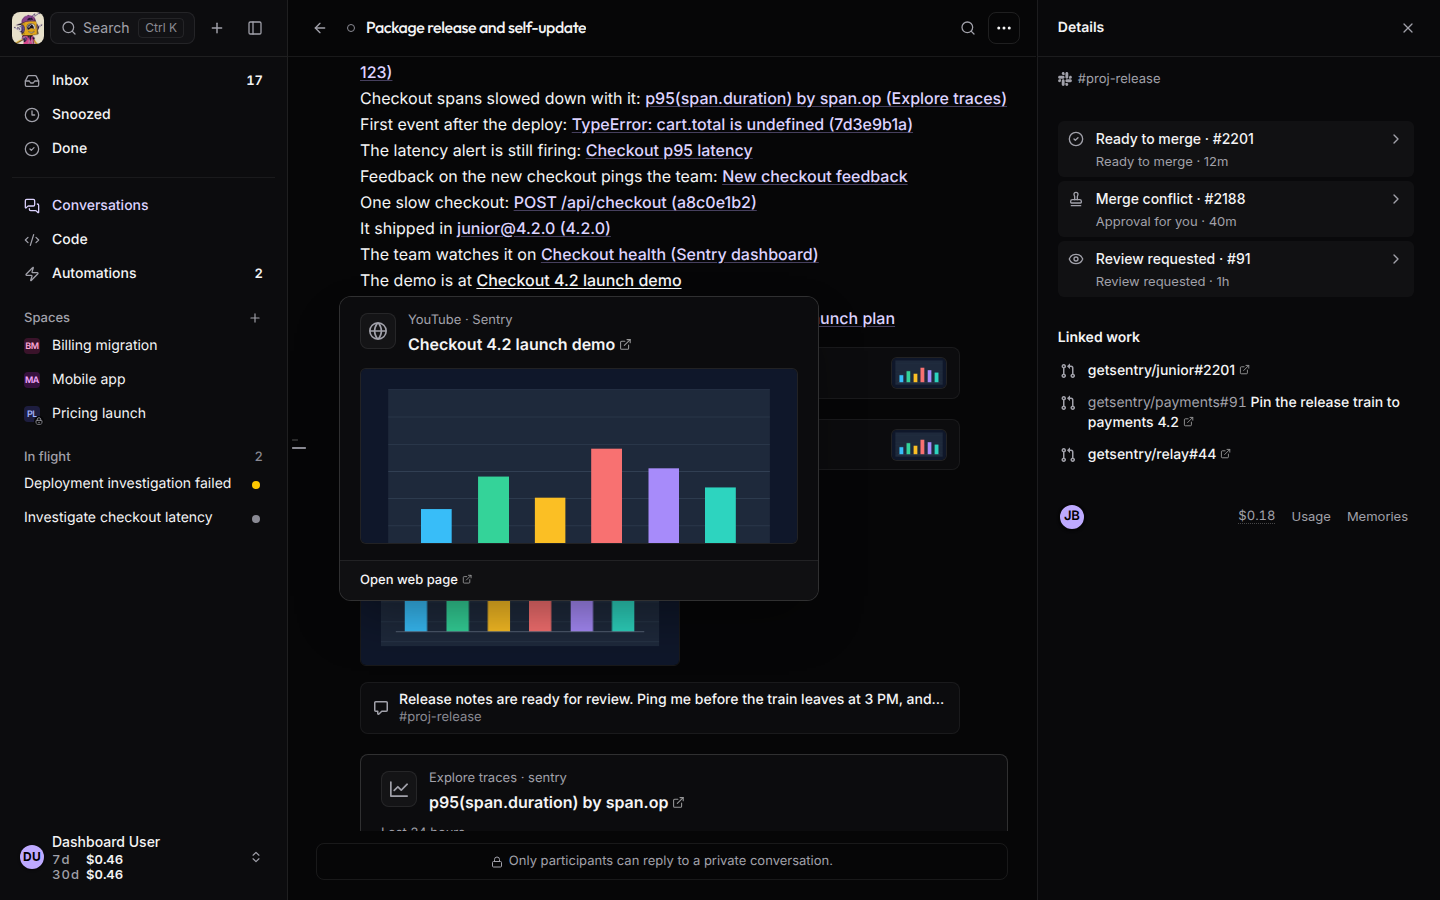 Search Ctrl K
Inbox 17
Snoozed
Done
Conversations
Code
Automations 2
Spaces
BM Billing migration
MA Mobile app
PL Pricing launch
In flight 2
Deployment investigation failed
Investigate checkout latency
DU Dashboard User
7d $0.46
30d $0.46
Package release and self-update
123)
Checkout spans slowed down with it: p95(span.duration) by span.op (Explore traces)
First event after the deploy: TypeError: cart.total is undefined (7d3e9b1a)
The latency alert is still firing: Checkout p95 latency
Feedback on the new checkout pings the team: New checkout feedback
One slow checkout: POST /api/checkout (a8c0e1b2)
It shipped in junior@4.2.0 (4.2.0)
The team watches it on Checkout health (Sentry dashboard)
The demo is at Checkout 4.2 launch demo
unch plan
YouTube · Sentry
Checkout 4.2 launch demo
Open web page
Release notes are ready for review. Ping me before the train leaves at 3 PM, and...
#proj-release
Explore traces · sentry
p95(span.duration) by span.op
Last 24 hours
Only participants can reply to a private conversation.
Details
#proj-release
Ready to merge · #2201
Ready to merge · 12m
Merge conflict · #2188
Approval for you · 40m
Review requested · #91
Review requested · 1h
Linked work
getsentry/junior#2201
getsentry/payments#91 Pin the release train to
payments 4.2
getsentry/relay#44
JB $0.18 Usage Memories